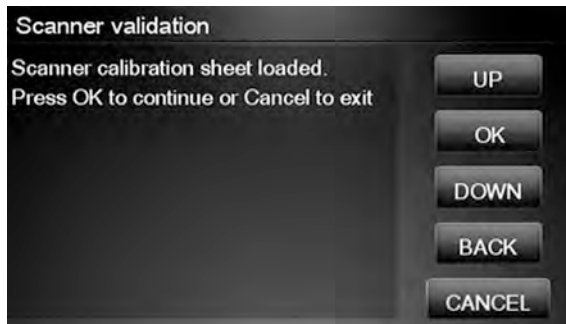 Scanner validation
Scanner calibration sheet loaded.
Press OK to continue or Cancel to exit
UP
OK
DOWN
BACK
CANCEL